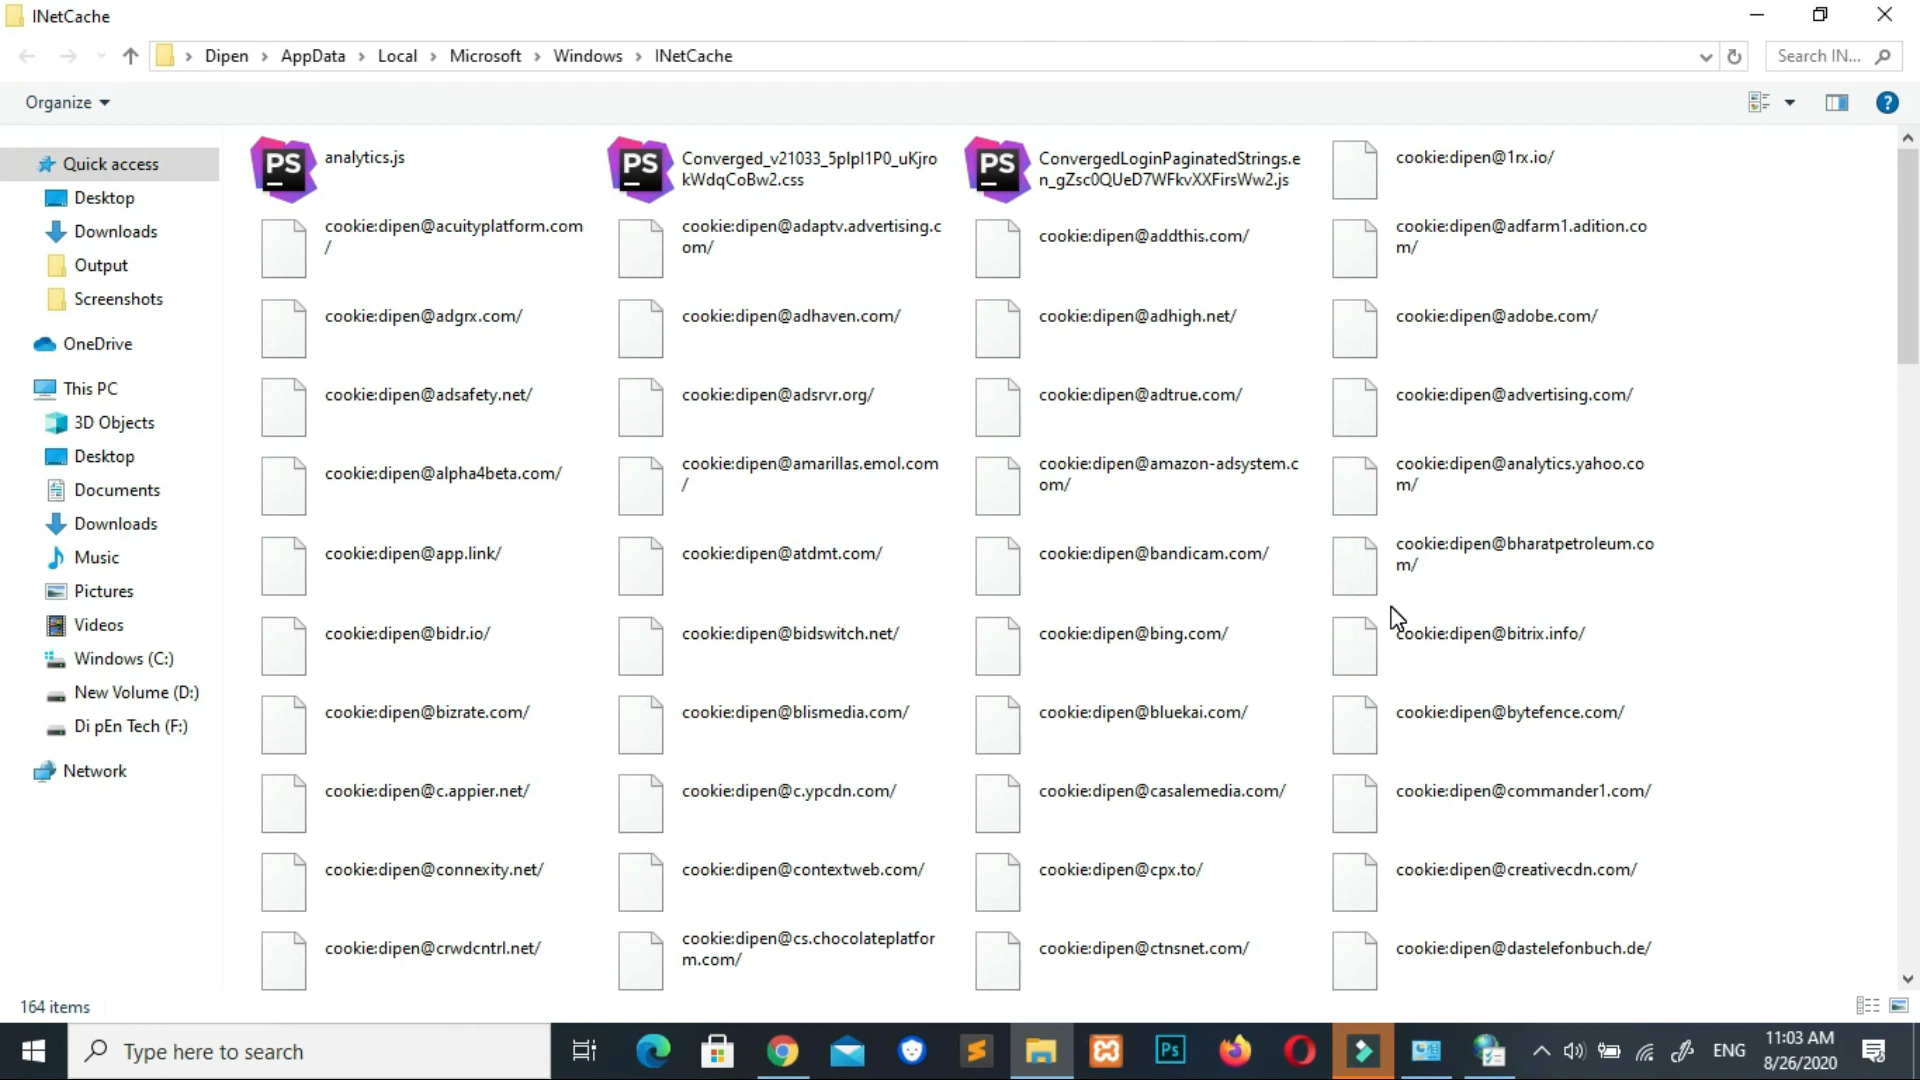 INetCache
Dipen > AppData > Local > Microsoft > Windows > INetCache
Search IN...
Organize
Quick access
Desktop
Downloads
Output
Screenshots
OneDrive
This PC
3D Objects
Desktop
Documents
Downloads
Music
Pictures
Videos
Windows (C:)
New Volume (D:)
Di pEn Tech (F:)
Network
PS
analytics.js
PS
Converged_v21033_5pIpI1P0_uKjro
kWdqCoBw2.css
PS
ConvergedLoginPaginatedStrings.e
n_gZsc0QUeD7WFkvXXFirsWw2.js
cookie:dipen@1rx.io/
cookie:dipen@acuityplatform.com
/
cookie:dipen@adaptv.advertising.c
om/
cookie:dipen@addthis.com/
cookie:dipen@adfarm1.adition.co
m/
cookie:dipen@adgrx.com/
cookie:dipen@adhaven.com/
cookie:dipen@adhigh.net/
cookie:dipen@adobe.com/
cookie:dipen@adsafety.net/
cookie:dipen@adsrvr.org/
cookie:dipen@adtrue.com/
cookie:dipen@advertising.com/
cookie:dipen@alpha4beta.com/
cookie:dipen@amarillas.emol.com
/
cookie:dipen@amazon-adsystem.c
om/
cookie:dipen@analytics.yahoo.co
m/
cookie:dipen@app.link/
cookie:dipen@atdmt.com/
cookie:dipen@bandicam.com/
cookie:dipen@bharatpetroleum.co
m/
cookie:dipen@bidr.io/
cookie:dipen@bidswitch.net/
cookie:dipen@bing.com/
cookie:dipen@bitrix.info/
cookie:dipen@bizrate.com/
cookie:dipen@blismedia.com/
cookie:dipen@bluekai.com/
cookie:dipen@bytefence.com/
cookie:dipen@c.appier.net/
cookie:dipen@c.ypcdn.com/
cookie:dipen@casalemedia.com/
cookie:dipen@commander1.com/
cookie:dipen@connexity.net/
cookie:dipen@contextweb.com/
cookie:dipen@cpx.to/
cookie:dipen@creativecdn.com/
cookie:dipen@crwdcntrl.net/
cookie:dipen@cs.chocolateplatfor
m.com/
cookie:dipen@ctnsnet.com/
cookie:dipen@dastelefonbuch.de/
164 items
Type here to search
Ps
ENG
11:03 AM
8/26/2020